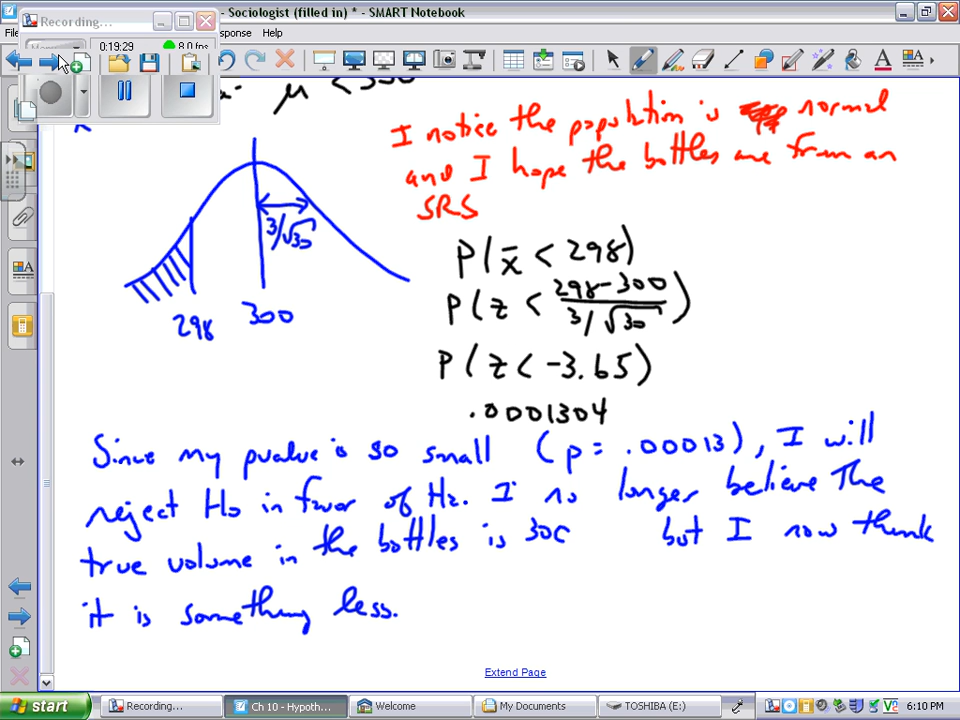 Recording...
- Sociologist (filled in) * - SMART Notebook
0:19:29
8.0 fps
sponse Help
μ < 300
I notice the population is normal
and I hope the bottles are from an
SRS
3/√30
298
300
P(x̄ < 298)
P(z < 298-300
3/√30 )
P(z < -3.65)
.0001304
Since my pvalue is so small (p = .00013), I will
reject Ho in favor of Ha. I no longer believe the
true volume in the bottles is 300 but I now think
it is something less.
Extend Page
start
Recording...
Ch 10 - Hypoth...
Welcome
My Documents
TOSHIBA (E:)
6:10 PM